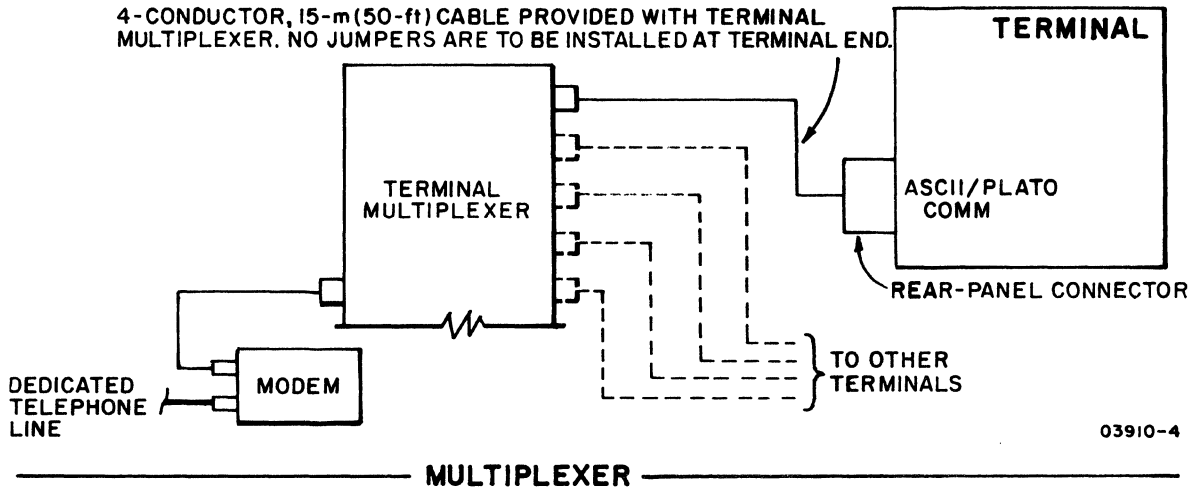 4-CONDUCTOR, 15-m (50-ft) CABLE PROVIDED WITH TERMINAL
MULTIPLEXER. NO JUMPERS ARE TO BE INSTALLED AT TERMINAL END.
TERMINAL
TERMINAL
MULTIPLEXER
ASCII/PLATO
COMM
REAR-PANEL CONNECTOR
MODEM
DEDICATED
TELEPHONE
LINE
TO OTHER
TERMINALS
03910-4
MULTIPLEXER